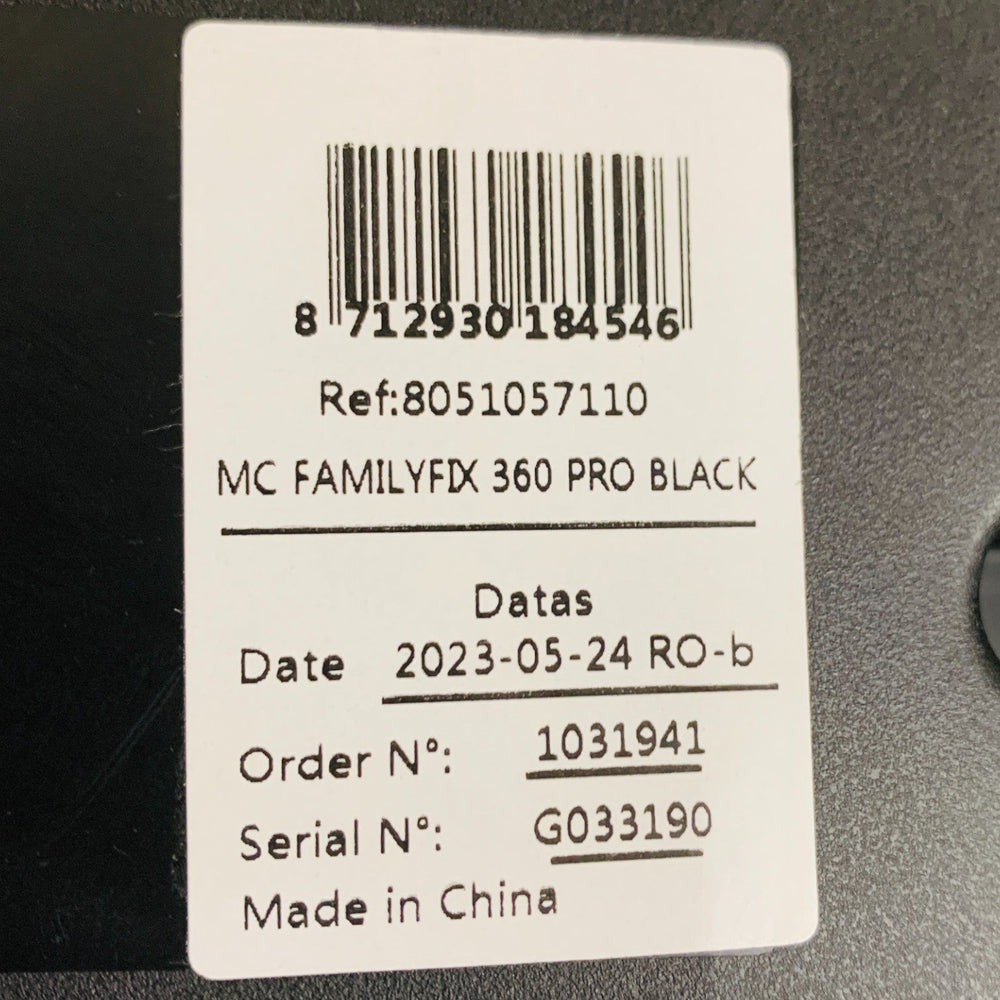 8 712930 184546
Ref:8051057110
MC FAMILYFIX 360 PRO BLACK
Datas
Date 2023-05-24 RO-b
Order N°: 1031941
Serial N°: G033190
Made in China